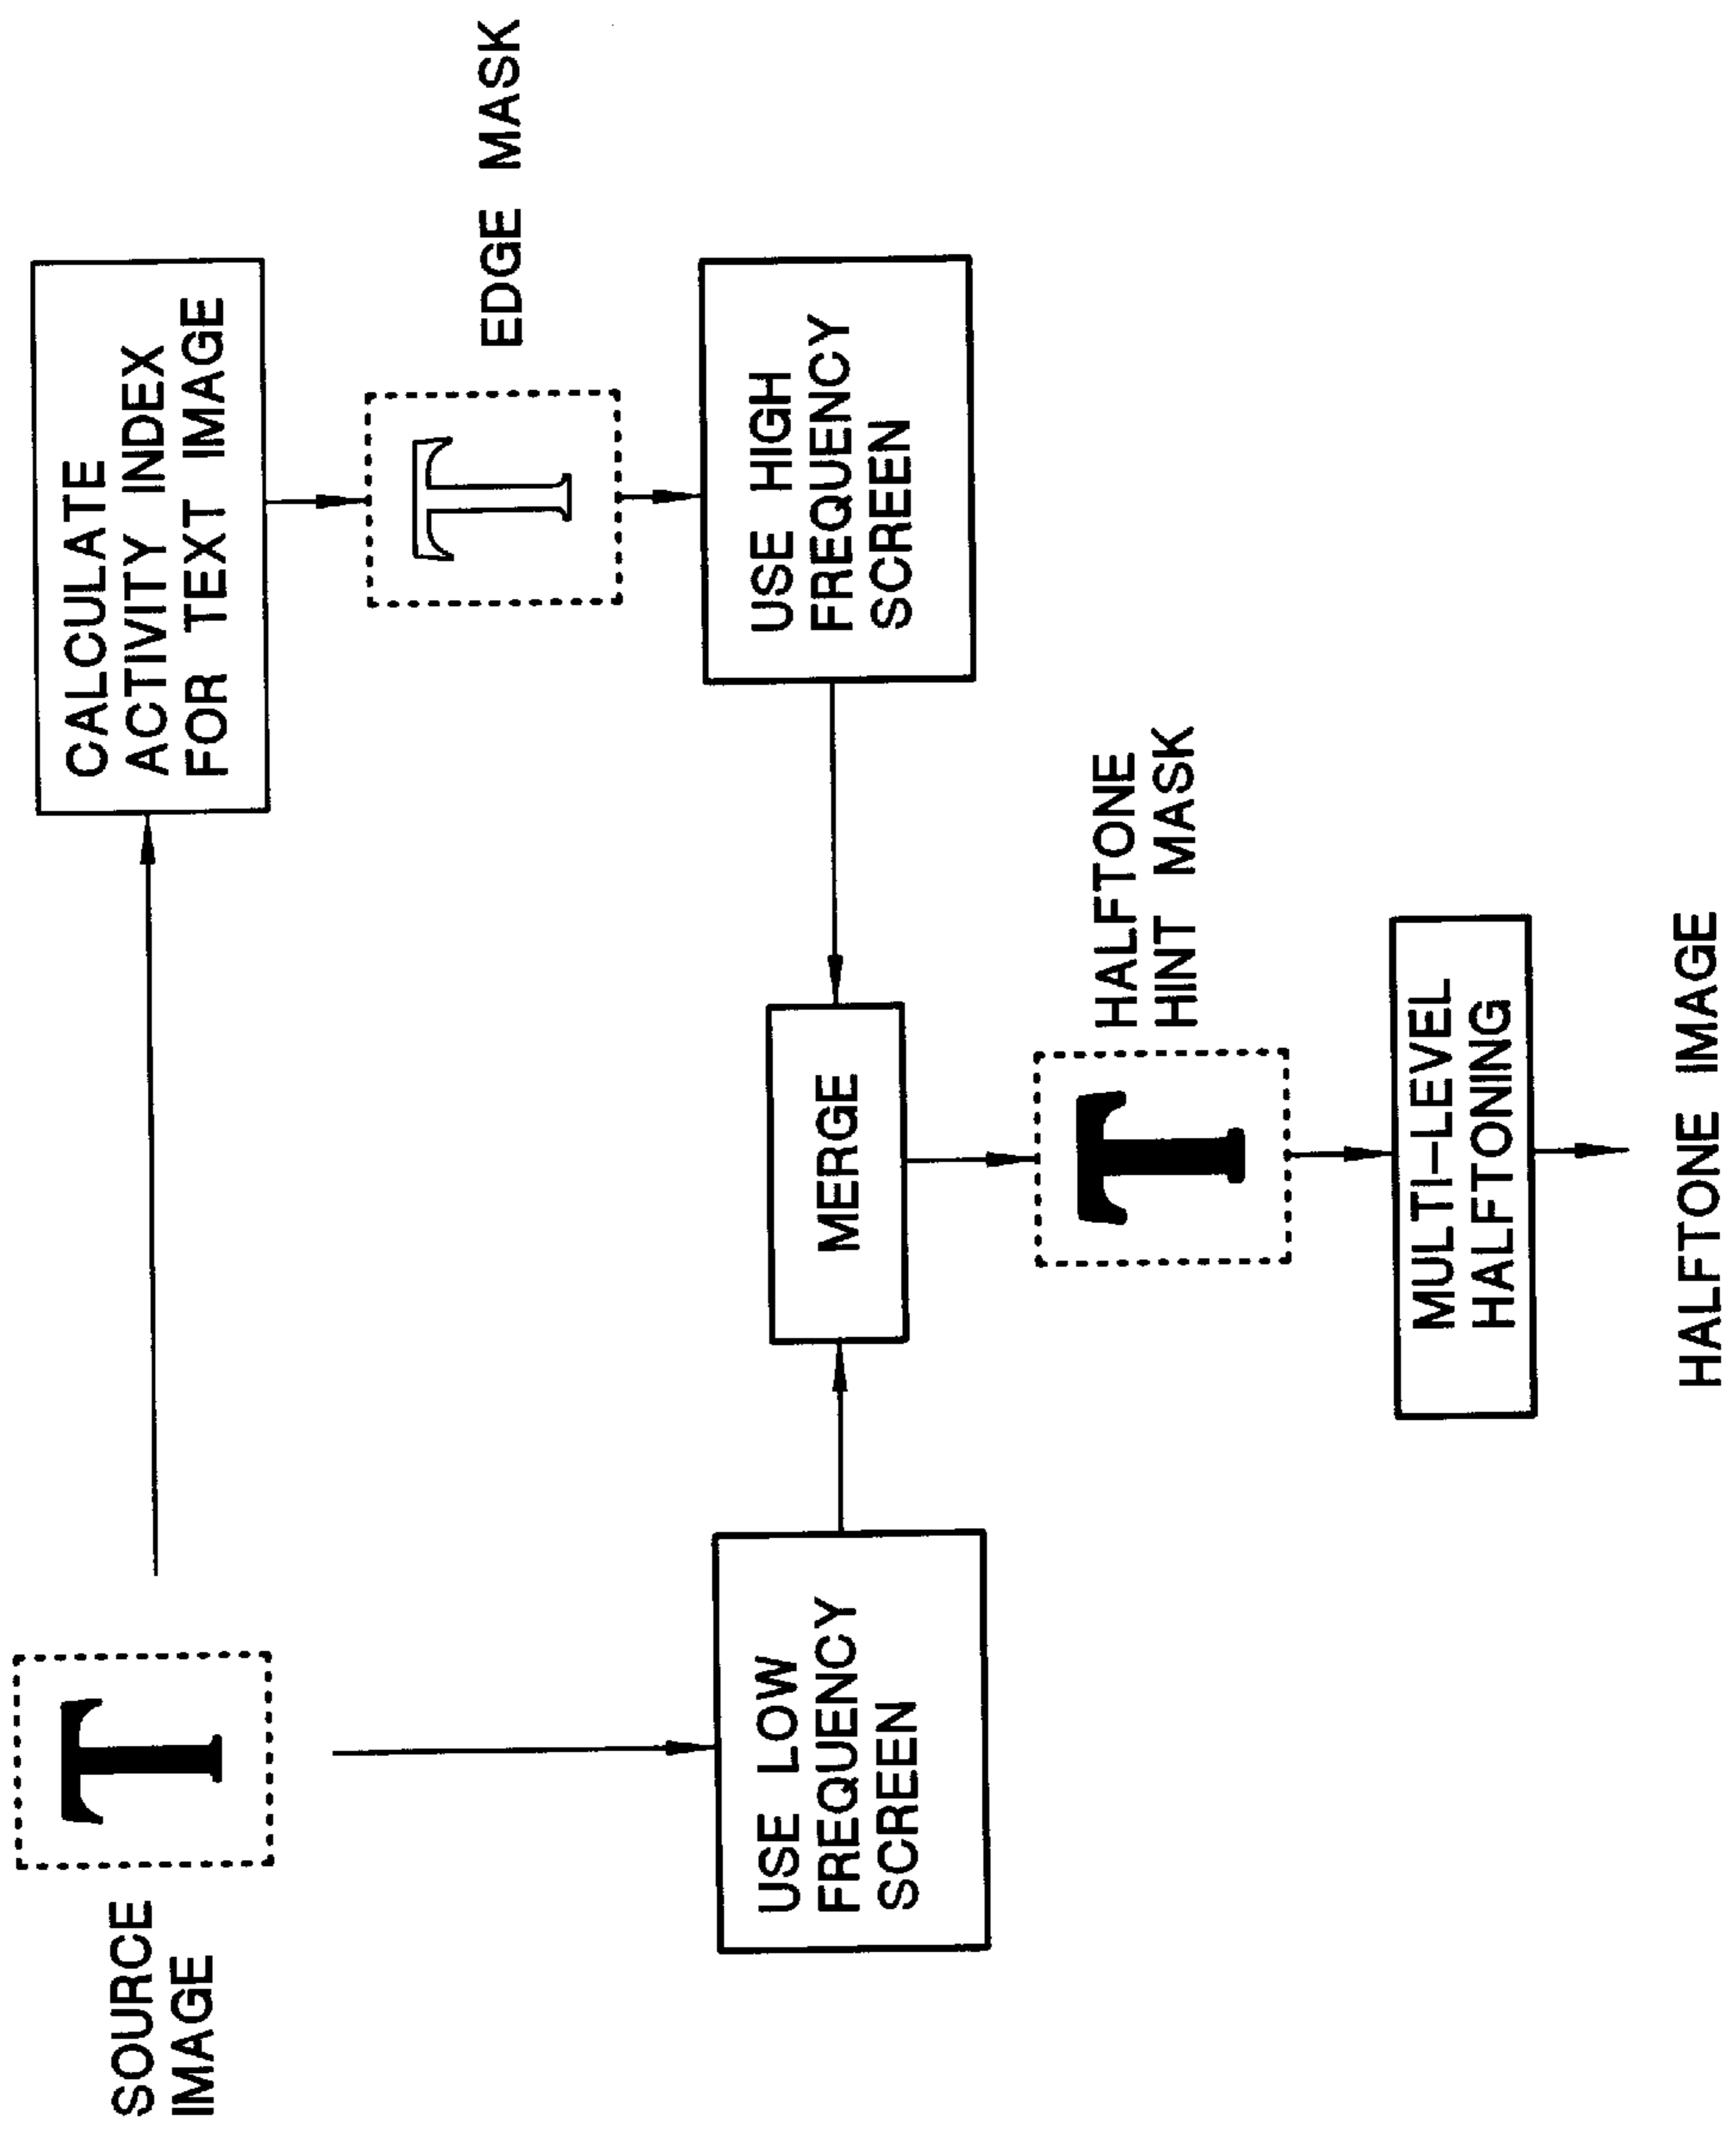 SOURCE
IMAGE
T
CALCULATE
ACTIVITY INDEX
FOR TEXT IMAGE
T
EDGE MASK
USE LOW
FREQUENCY
SCREEN
MERGE
USE HIGH
FREQUENCY
SCREEN
T
HALFTONE
HINT MASK
MULTI-LEVEL
HALFTONING
HALFTONE IMAGE